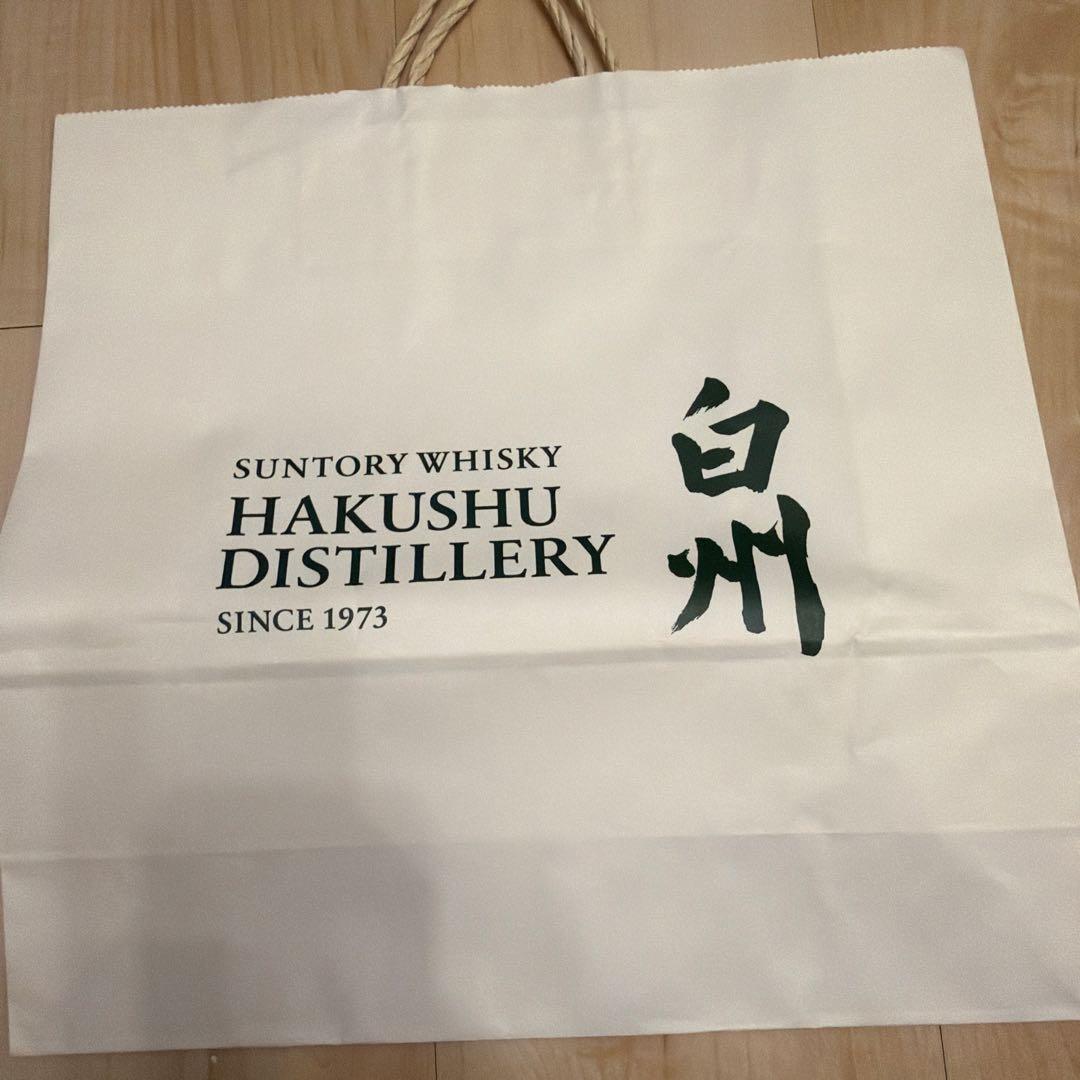 SUNTORY WHISKY
HAKUSHU
DISTILLERY
SINCE 1973
白州